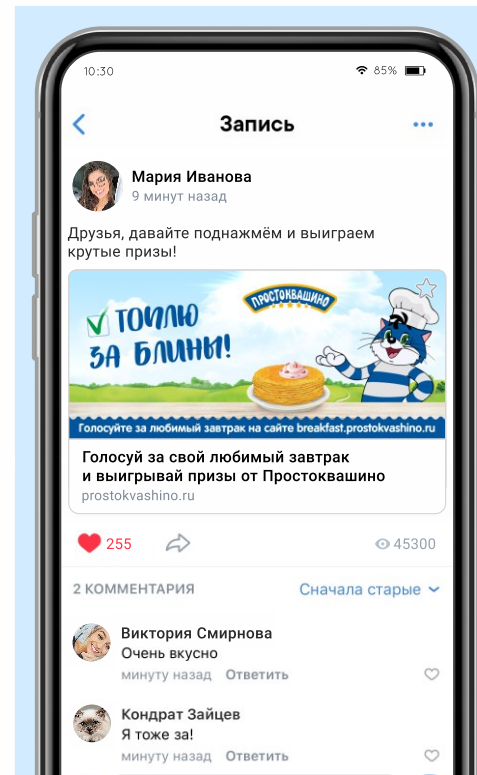 10:30
85%
Запись
Мария Иванова
9 минут назад
Друзья, давайте поднажмём и выиграем
крутые призы!
ПРОСТОКВАШИНО
ТОПЛЮ
ЗА БЛИНЫ!
Голосуйте за любимый завтрак на сайте breakfast.prostokvashino.ru
Голосуй за свой любимый завтрак
и выигрывай призы от Простоквашино
prostokvashino.ru
255
45300
2 КОММЕНТАРИЯ
Сначала старые
Виктория Смирнова
Очень вкусно
минуту назад Ответить
Кондрат Зайцев
Я тоже за!
минуту назад Ответить